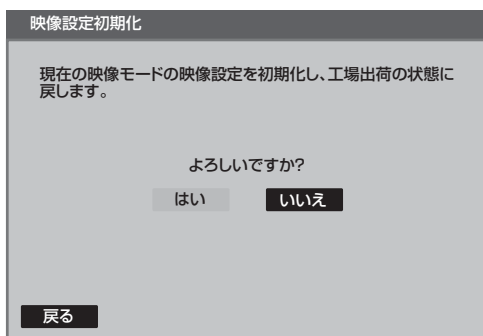 映像設定初期化
現在の映像モードの映像設定を初期化し、工場出荷の状態に
戻します。
よろしいですか?
はい いいえ
戻る